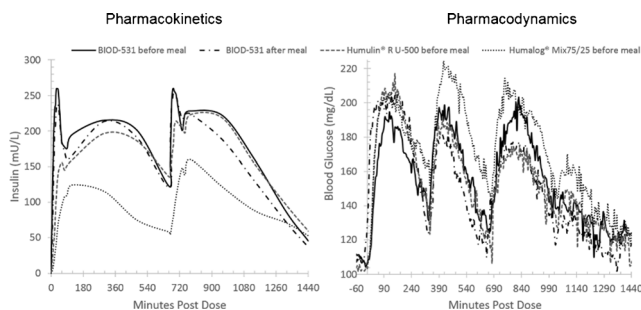 Pharmacokinetics
Pharmacodynamics
BIOD-531 before meal
BIOD-531 after meal
Humulin® R U-500 before meal
Humalog® Mix75/25 before meal
Insulin (mU/L)
300
250
200
150
100
50
0
0 180 360 540 720 900 1080 1260 1440
Minutes Post Dose
Blood Glucose (mg/dL)
220
200
180
160
140
120
100
-60 90 240 390 540 690 840 990 1140 1290 1440
Minutes Post Dose